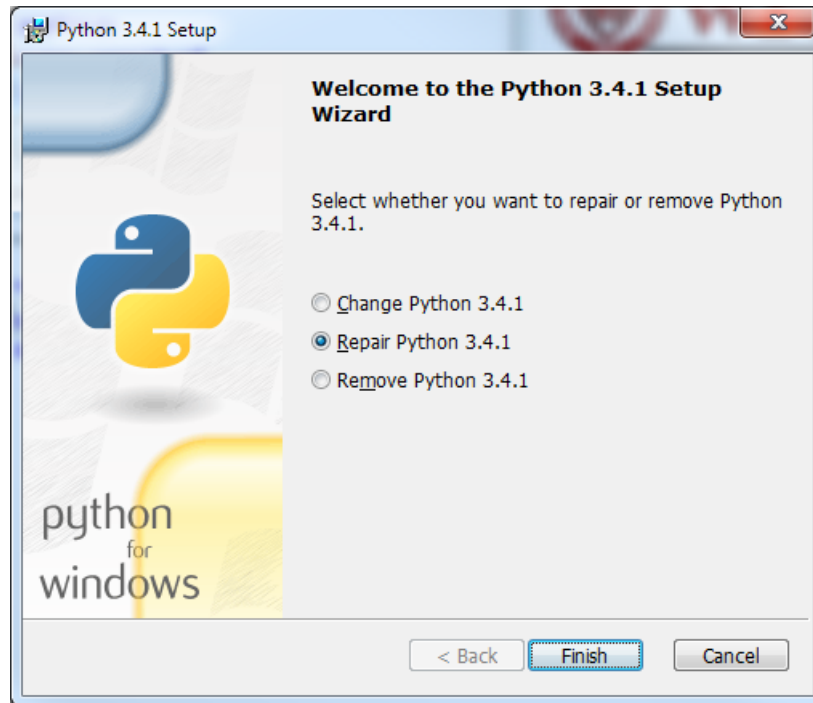 Python 3.4.1 Setup
Welcome to the Python 3.4.1 Setup
Wizard
Select whether you want to repair or remove Python
3.4.1.
Change Python 3.4.1
Repair Python 3.4.1
Remove Python 3.4.1
python
for
windows
< Back Finish Cancel